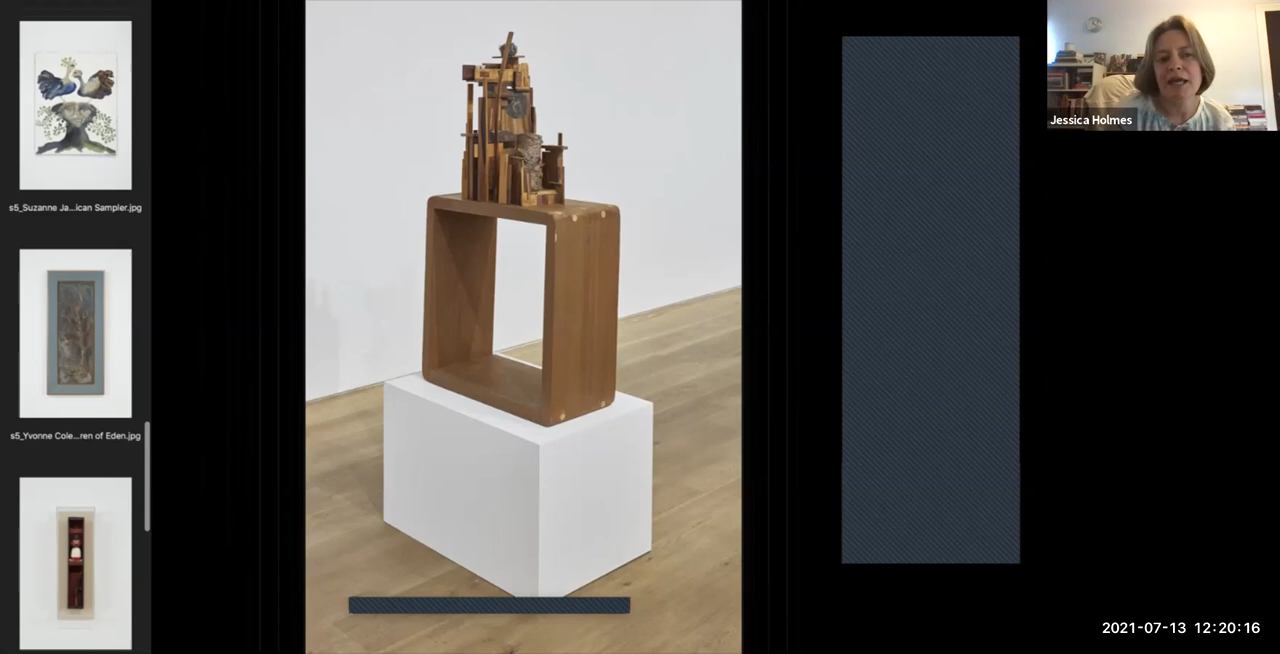 s5_Suzanne Ja...ican Sampler.jpg
s5_Yvonne Cole...ren of Eden.jpg
Jessica Holmes
2021-07-13 12:20:16